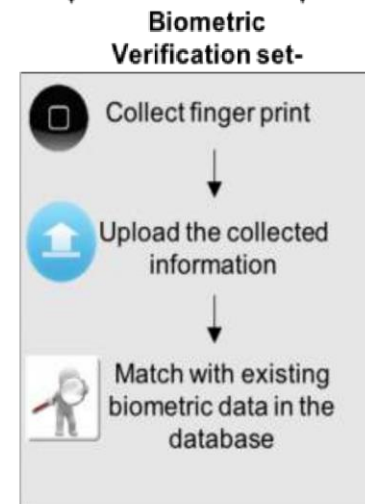 Biometric
Verification set-
Collect finger print
Upload the collected
information
Match with existing
biometric data in the
database